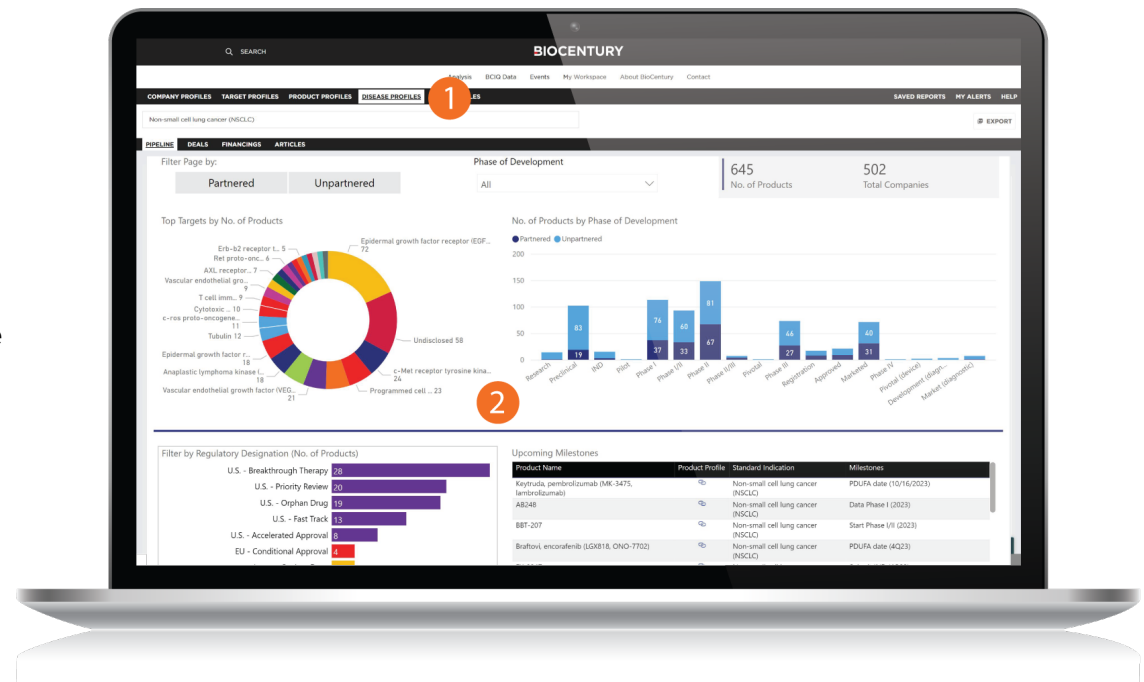 SEARCH
BIOCENTURY
Analysis BCIQ Data Events My Workspace About BioCentury Contact
COMPANY PROFILES TARGET PROFILES PRODUCT PROFILES DISEASE PROFILES
1
SAVED REPORTS MY ALERTS HELP
Non-small cell lung cancer (NSCLC)
EXPORT
PIPELINE DEALS FINANCINGS ARTICLES
Filter Page by:
Partnered Unpartnered
Phase of Development
All
645
No. of Products
502
Total Companies
Top Targets by No. of Products
Epidermal growth factor receptor (EGF...
72
Undisclosed 58
c-Met receptor tyrosine kina...
24
Programmed cell ... 23
Vascular endothelial growth factor (VEG...
21
Anaplastic lymphoma kinase (...
18
Epidermal growth factor r...
18
Tubulin 12
c-ros proto-oncogene...
11
Cytotoxic ... 10
T cell imm... 9
Vascular endothelial gro...
9
AXL receptor... 7
Ret proto-onc... 6
Erb-b2 receptor t... 5
No. of Products by Phase of Development
Partnered Unpartnered
200
150
100
50
0
83
19
74
37
60
33
81
67
46
27
40
31
Research
Preclinical
IND
Pilot
Phase I
Phase I/II
Phase II
Phase II/III
Pivotal
Phase III
Registration
Approved
Marketed
Phase IV
Pivotal (device)
Development (diagn...
Market (diagnostic)
2
Filter by Regulatory Designation (No. of Products)
U.S. - Breakthrough Therapy 28
U.S. - Priority Review 20
U.S. - Orphan Drug 19
U.S. - Fast Track 13
U.S. - Accelerated Approval 8
EU - Conditional Approval 4
Upcoming Milestones
Product Name Product Profile Standard Indication Milestones
Keytruda, pembrolizumab (MK-3475,
lambrolizumab)
Non-small cell lung cancer
(NSCLC)
PDUFA date (10/16/2023)
AB248
Non-small cell lung cancer
(NSCLC)
Data Phase I (2023)
BBT-207
Non-small cell lung cancer
(NSCLC)
Start Phase I/II (2023)
Braftovi, encorafenib (LGX818, ONO-7702)
Non-small cell lung cancer
(NSCLC)
PDUFA date (4Q23)